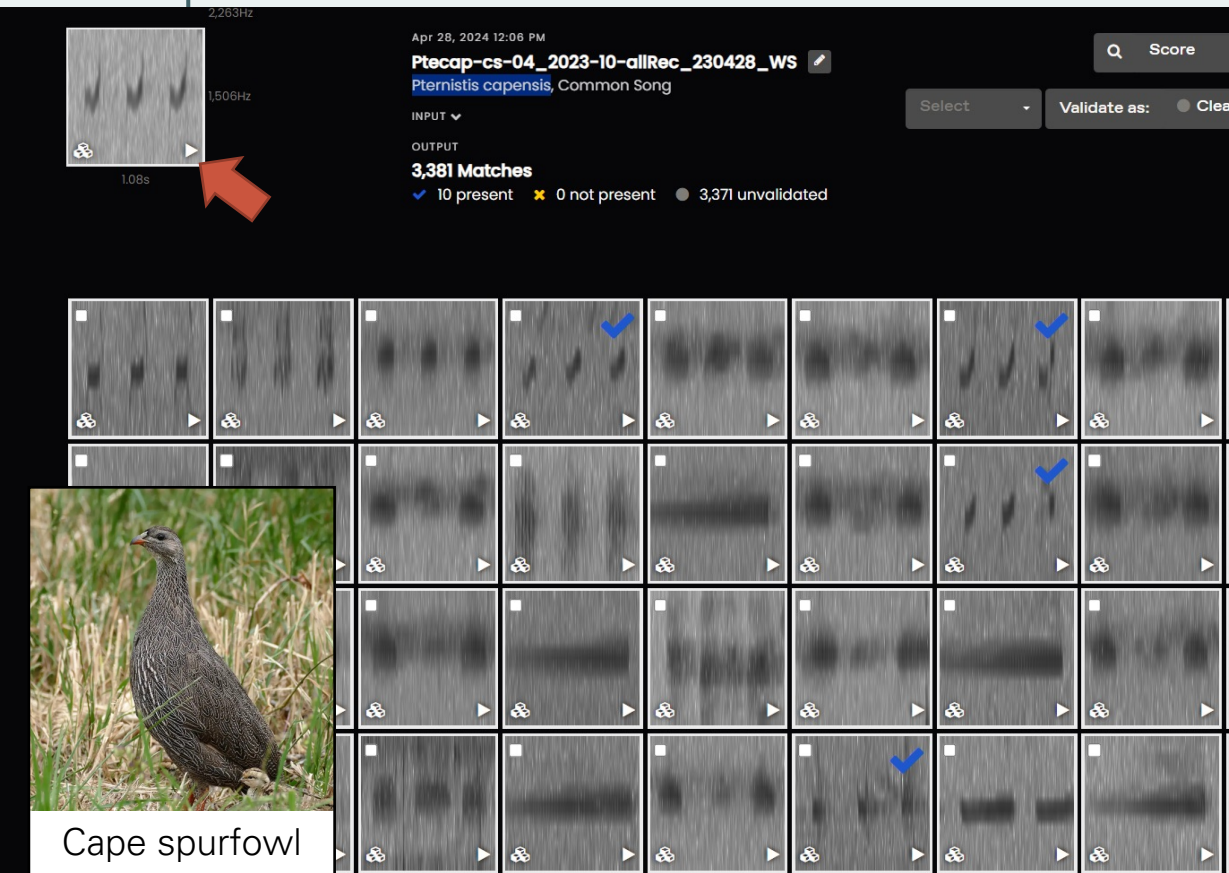 2,263Hz
1,506Hz
1.08s
Apr 28, 2024 12:06 PM
Ptecap-cs-04_2023-10-allRec_230428_WS
Pternistis capensis, Common Song
INPUT
OUTPUT
3,381 Matches
10 present 0 not present 3,371 unvalidated
Score
Select
Validate as: Clea
Cape spurfowl